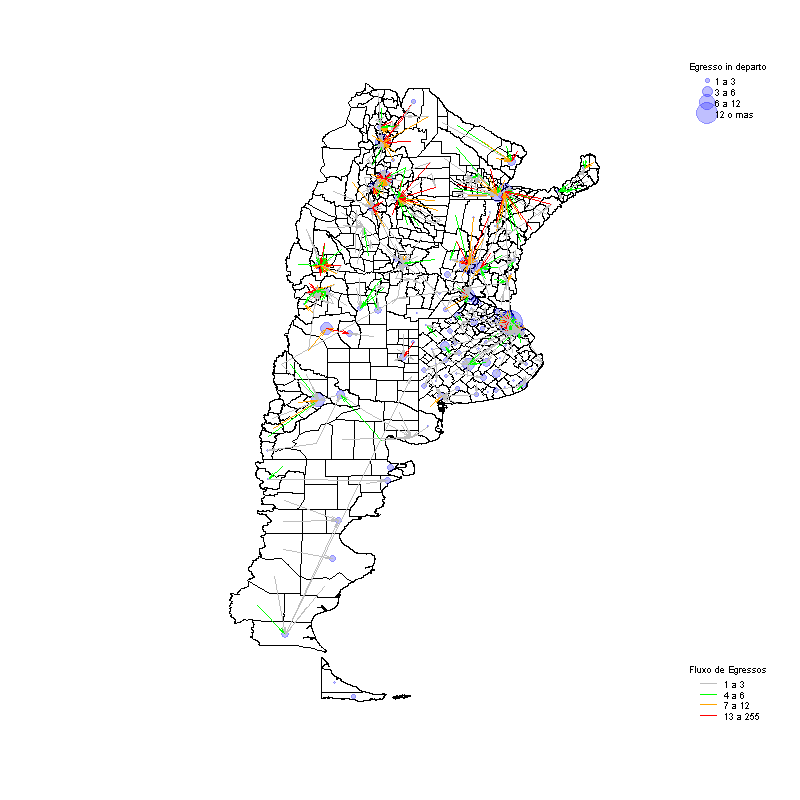 Egresso in departo
1 a 3
3 a 6
6 a 12
12 o mas
Fluxo de Egressos
1 a 3
4 a 6
7 a 12
13 a 255